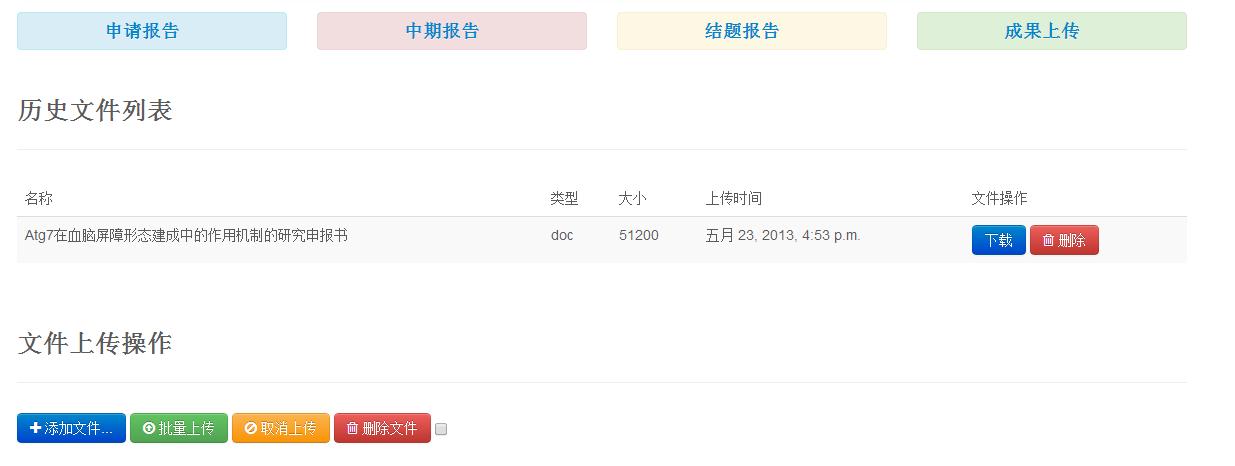 申请报告 中期报告 结题报告 成果上传
历史文件列表
名称 类型 大小 上传时间 文件操作
Atg7在血脑屏障形态建成中的作用机制的研究申报书 doc 51200 五月 23, 2013, 4:53 p.m. 下载 删除
文件上传操作
添加文件... 批量上传 取消上传 删除文件